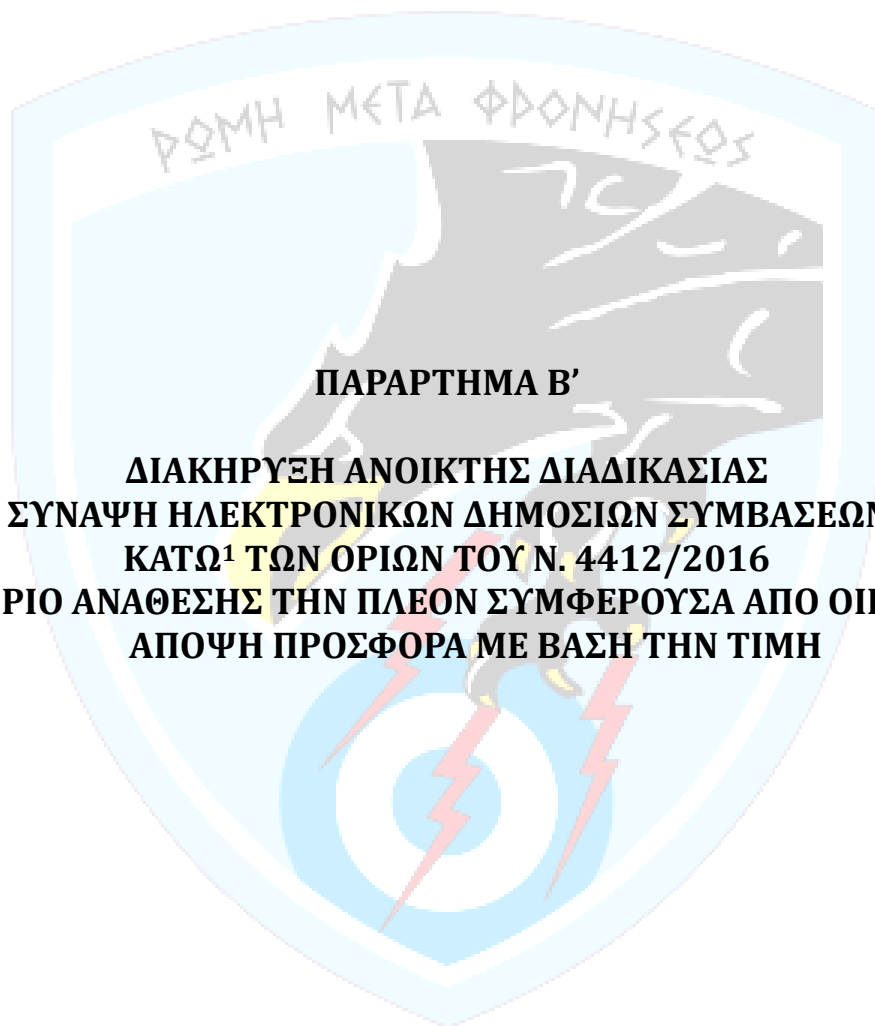 ΡΩΜΗ ΜΕΤΑ ΦΡΟΝΗΣΕΩΣ
ΠΑΡΑΡΤΗΜΑ Β’
ΔΙΑΚΗΡΥΞΗ ΑΝΟΙΚΤΗΣ ΔΙΑΔΙΚΑΣΙΑΣ
ΣΥΝΑΨΗ ΗΛΕΚΤΡΟΝΙΚΩΝ ΔΗΜΟΣΙΩΝ ΣΥΜΒΑΣΕΩΝ
ΚΑΤΩ¹ ΤΩΝ ΟΡΙΩΝ ΤΟΥ Ν. 4412/2016
ΡΙΟ ΑΝΑΘΕΣΗΣ ΤΗΝ ΠΛΕΟΝ ΣΥΜΦΕΡΟΥΣΑ ΑΠΟ
ΑΠΟΨΗ ΠΡΟΣΦΟΡΑ ΜΕ ΒΑΣΗ ΤΗΝ ΤΙΜΗ